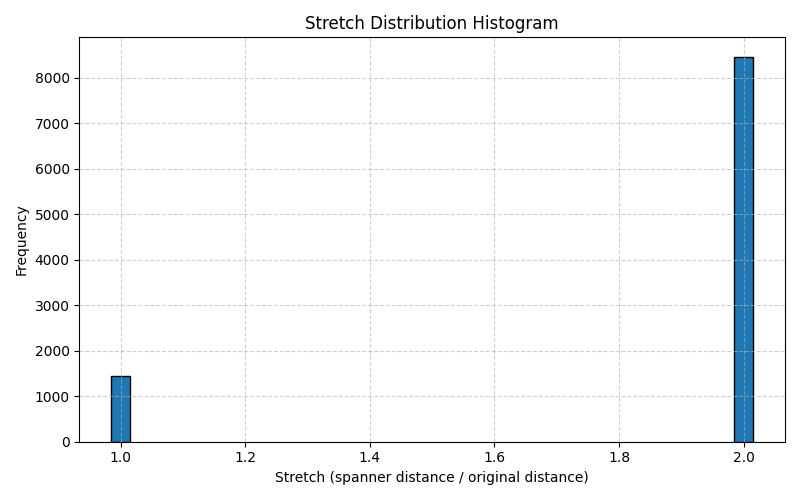 Stretch Distribution Histogram
Frequency
8000
7000
6000
5000
4000
3000
2000
1000
0
1.0 1.2 1.4 1.6 1.8 2.0
Stretch (spanner distance / original distance)